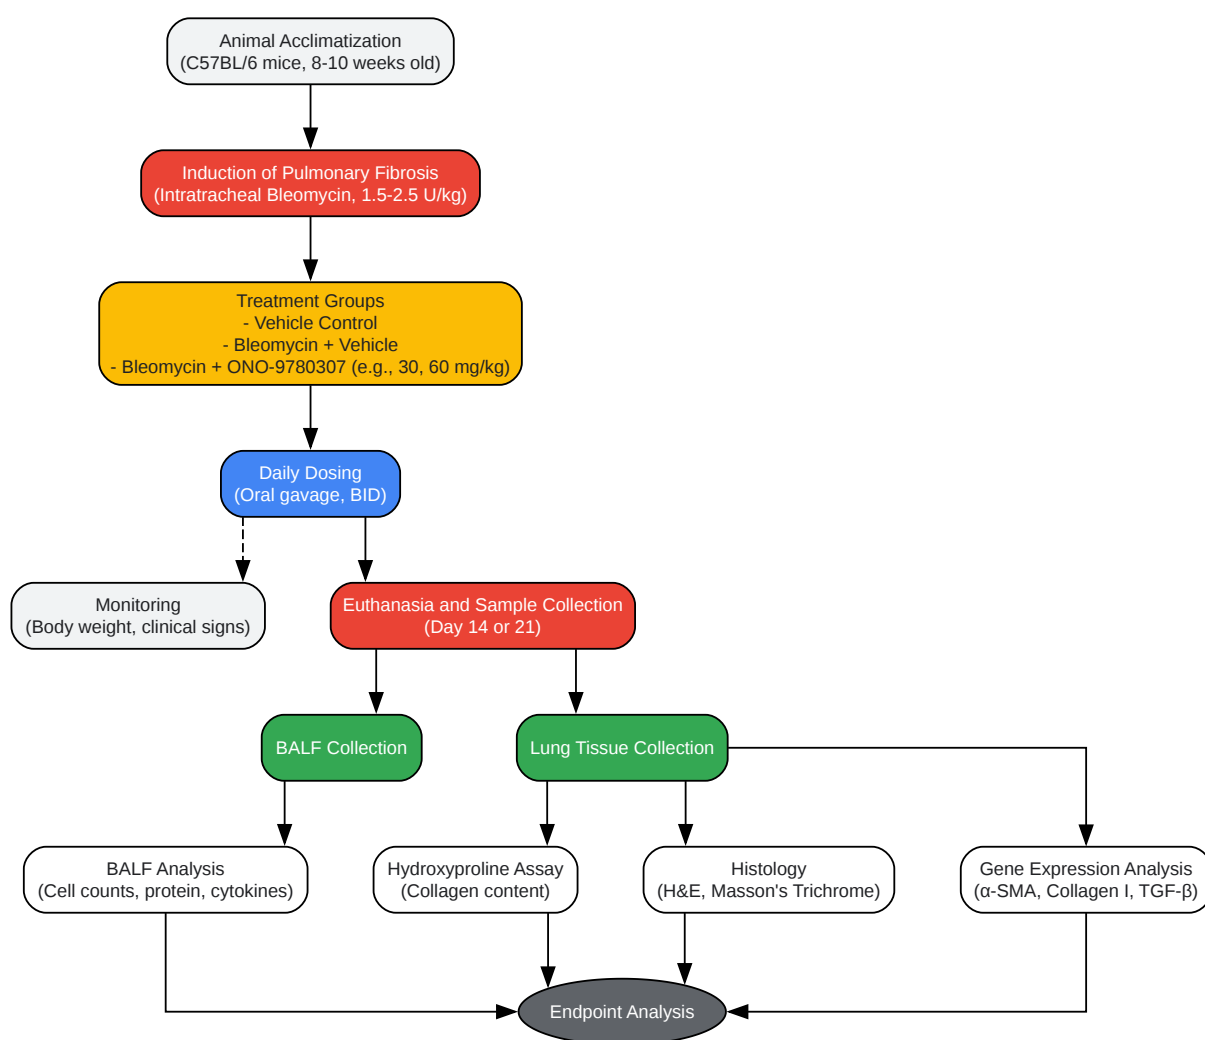 Animal Acclimatization
(C57BL/6 mice, 8-10 weeks old)
Induction of Pulmonary Fibrosis
(Intratracheal Bleomycin, 1.5-2.5 U/kg)
Treatment Groups
- Vehicle Control
- Bleomycin + Vehicle
- Bleomycin + ONO-9780307 (e.g., 30, 60 mg/kg)
Daily Dosing
(Oral gavage, BID)
Monitoring
(Body weight, clinical signs)
Euthanasia and Sample Collection
(Day 14 or 21)
BALF Collection
Lung Tissue Collection
BALF Analysis
(Cell counts, protein, cytokines)
Hydroxyproline Assay
(Collagen content)
Histology
(H&E, Masson's Trichrome)
Gene Expression Analysis
(α-SMA, Collagen I, TGF-β)
Endpoint Analysis